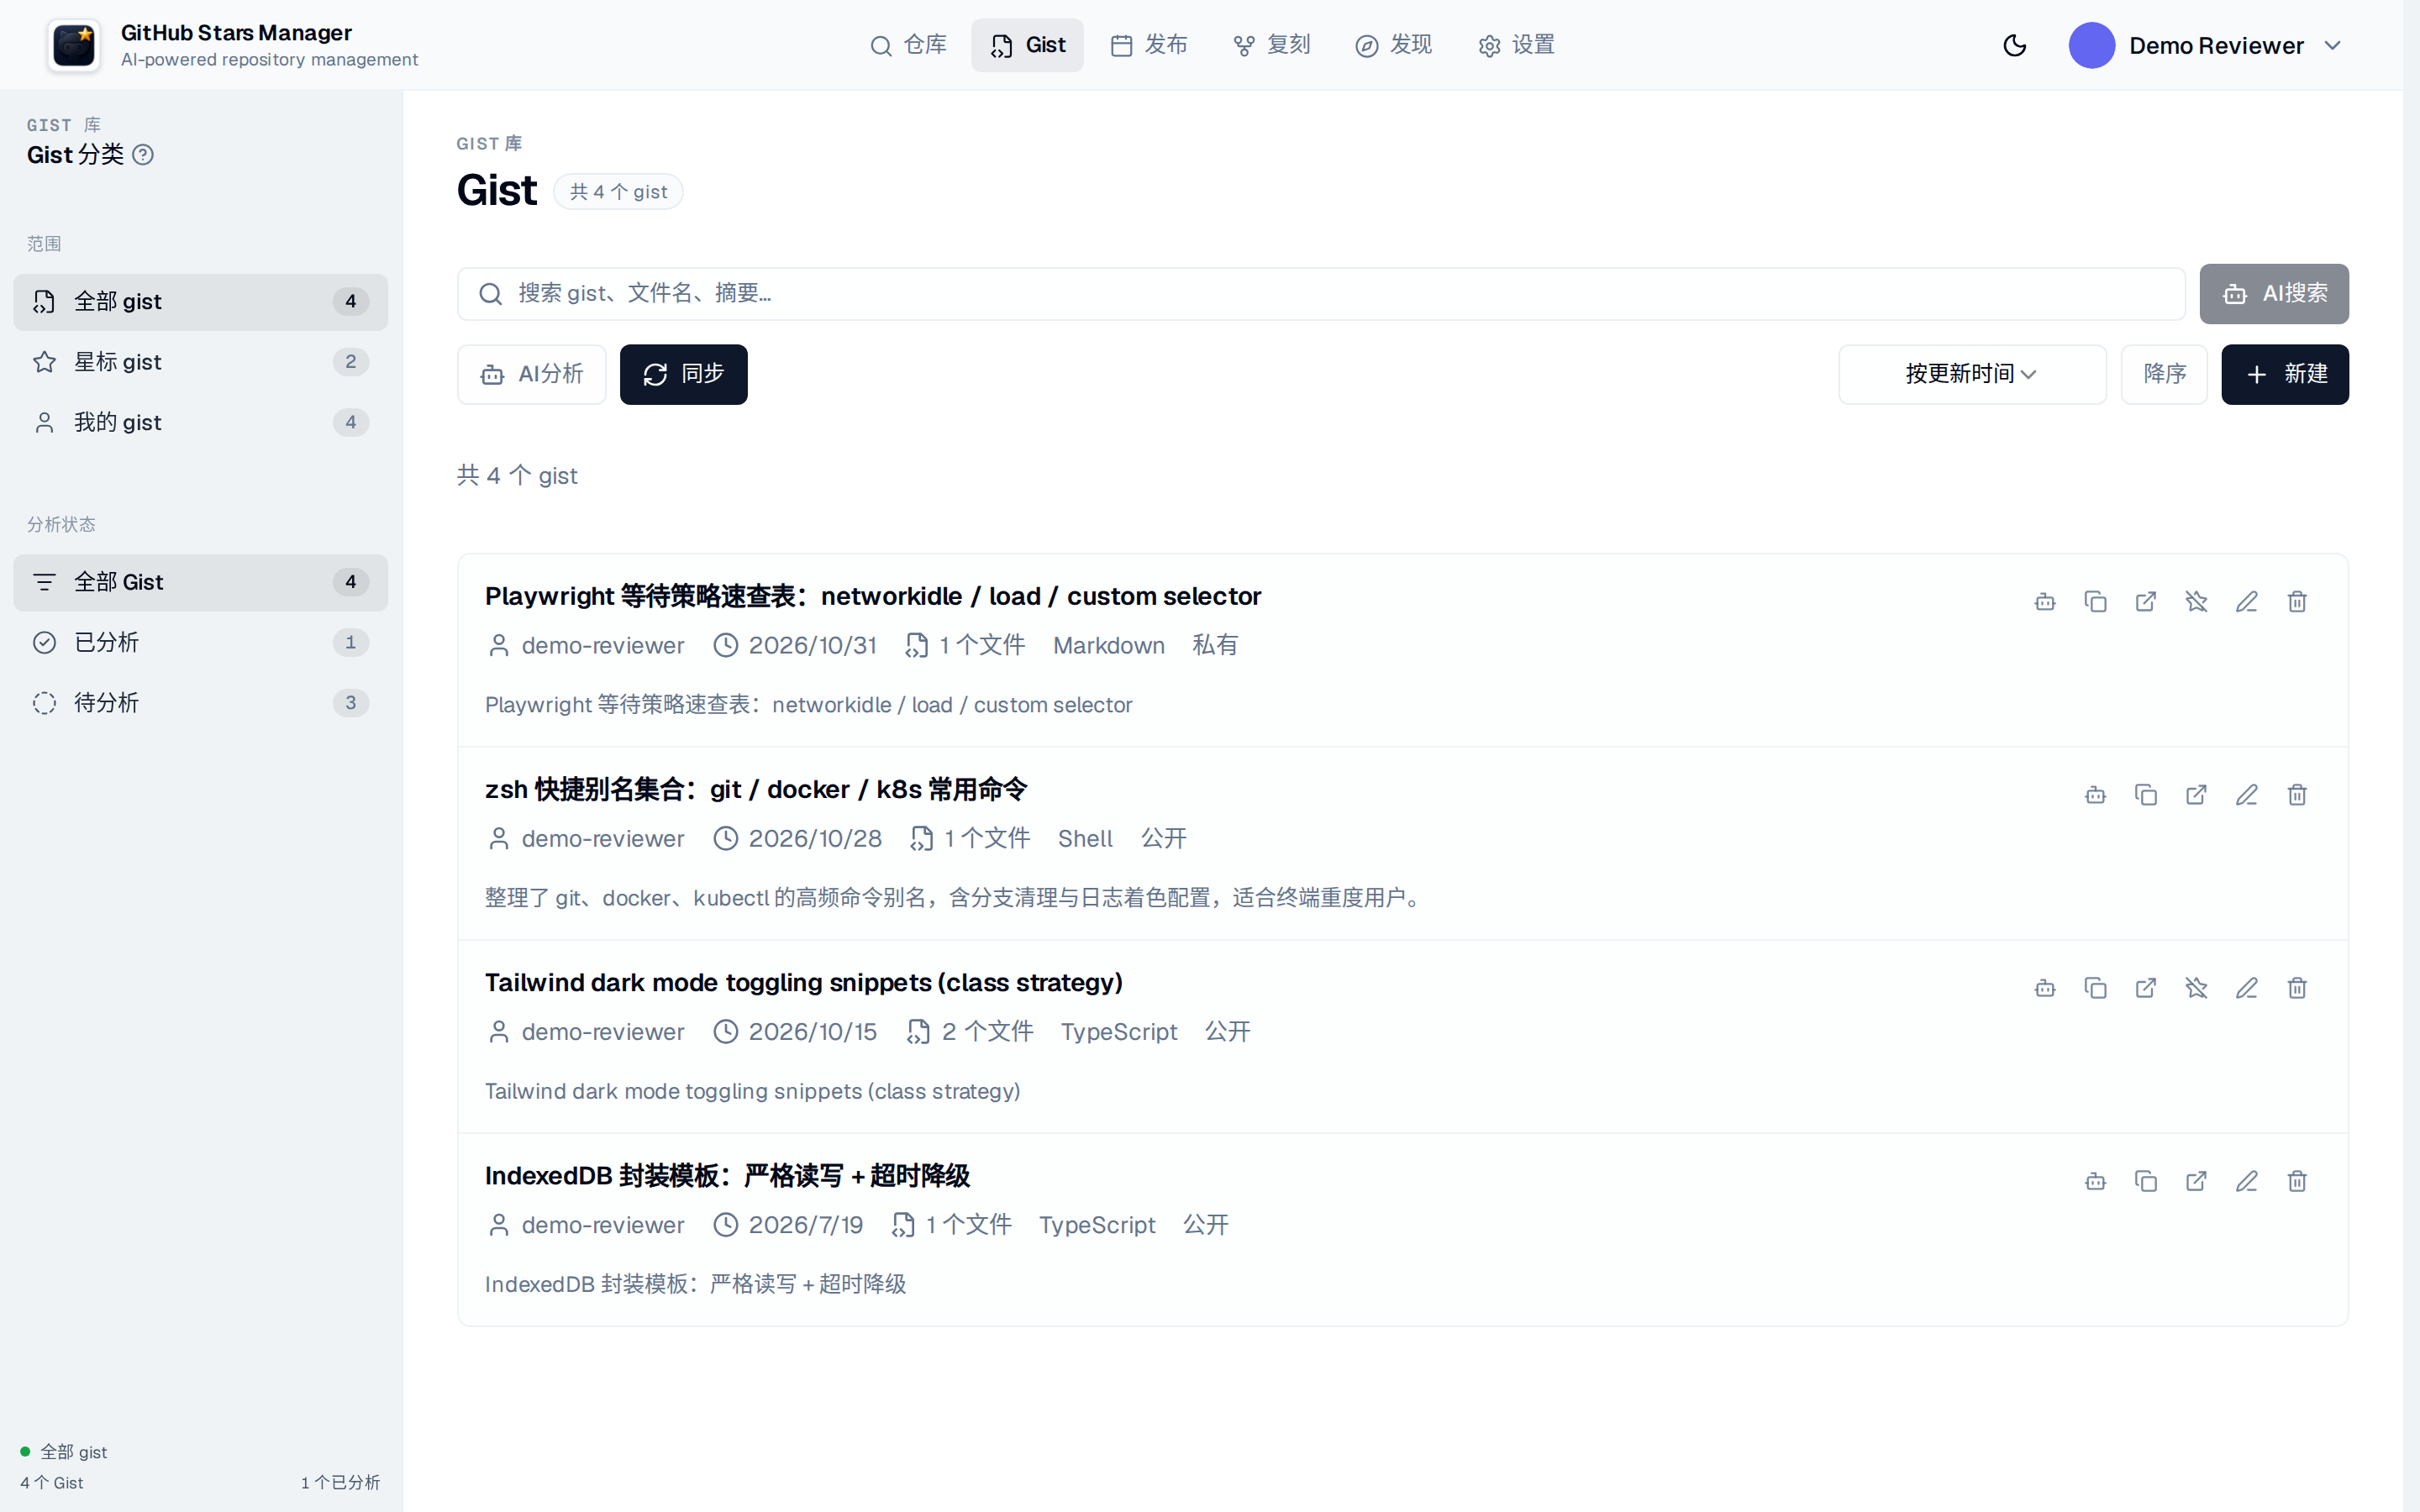 GitHub Stars Manager
AI-powered repository management
仓库
Gist
发布
复刻
发现
设置
Demo Reviewer
GIST 库
Gist 分类
范围
全部 gist 4
星标 gist 2
我的 gist 4
分析状态
全部 Gist 4
已分析 1
待分析 3
全部 gist
4 个 Gist 1 个已分析
GIST 库
Gist 共 4 个 gist
搜索 gist、文件名、摘要...
AI搜索
AI分析 同步 按更新时间 降序 新建
共 4 个 gist
Playwright 等待策略速查表：networkidle / load / custom selector
demo-reviewer 2026/10/31 1 个文件 Markdown 私有
Playwright 等待策略速查表：networkidle / load / custom selector
zsh 快捷别名集合：git / docker / k8s 常用命令
demo-reviewer 2026/10/28 1 个文件 Shell 公开
整理了 git、docker、kubectl 的高频命令别名，含分支清理与日志着色配置，适合终端重度用户。
Tailwind dark mode toggling snippets (class strategy)
demo-reviewer 2026/10/15 2 个文件 TypeScript 公开
Tailwind dark mode toggling snippets (class strategy)
IndexedDB 封装模板：严格读写 + 超时降级
demo-reviewer 2026/7/19 1 个文件 TypeScript 公开
IndexedDB 封装模板：严格读写 + 超时降级